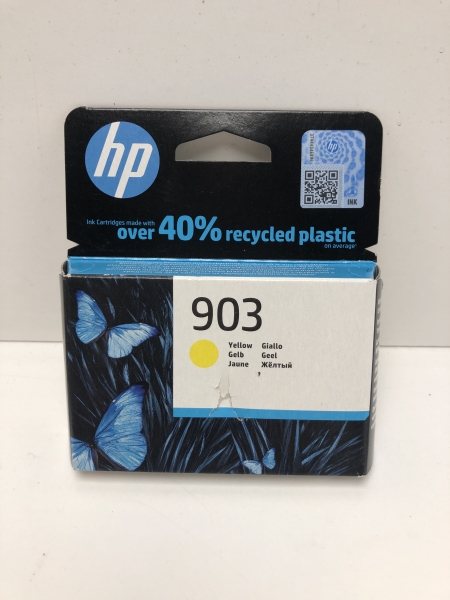 hp
hp
INK
Ink Cartridges made with
over 40% recycled plastic
on average*
903
Yellow Giallo
Gelb Geel
Jaune Жёлтый